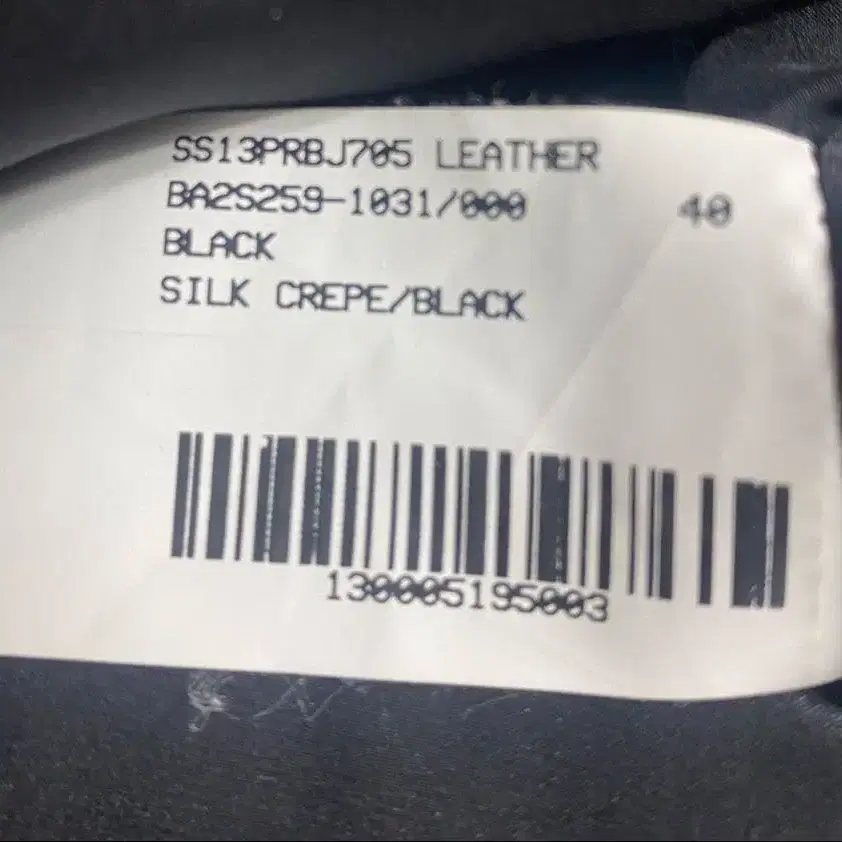 SS13PRBJ705 LEATHER
BA2S259-1031/000 40
BLACK
SILK CREPE/BLACK
130005195003